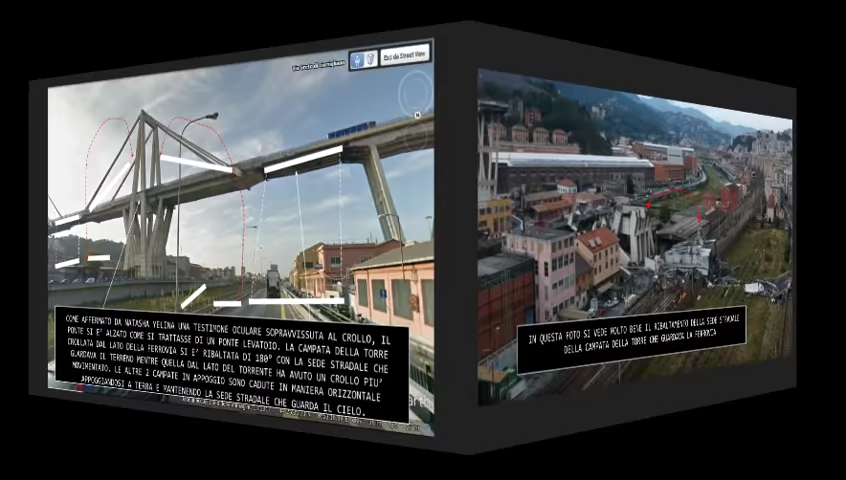 Exit da Street View
COME AFFERMATO DA NATASHA YELINA UNA TESTIMONE OCULARE SOPRAVVISSUTA AL CROLLO, IL
PONTE SI E' ALZATO COME SI TRATTASSE DI UN PONTE LEVATOIO. LA CAMPATA DELLA TORRE
CROLLATA DAL LATO DELLA FERROVIA SI E' RIBALTATA DI 180° CON LA SEDE STRADALE CHE
GUARDAVA IL TERRENO MENTRE QUELLA DAL LATO DEL TORRENTE HA AVUTO UN CROLLO PIU'
MOVIMENTATO. LE ALTRE 2 CAMPATE IN APPOGGIO SONO CADUTE IN MANIERA ORIZZONTALE
APPOGGIANDOSI A TERRA E MANTENENDO LA SEDE STRADALE CHE GUARDA IL CIELO.
IN QUESTA FOTO SI VEDE MOLTO BENE IL RIBALTAMENTO DELLA SEDE STRADALE
DELLA CAMPATA DELLA TORRE CHE GUARDAVA LA FERROVIA